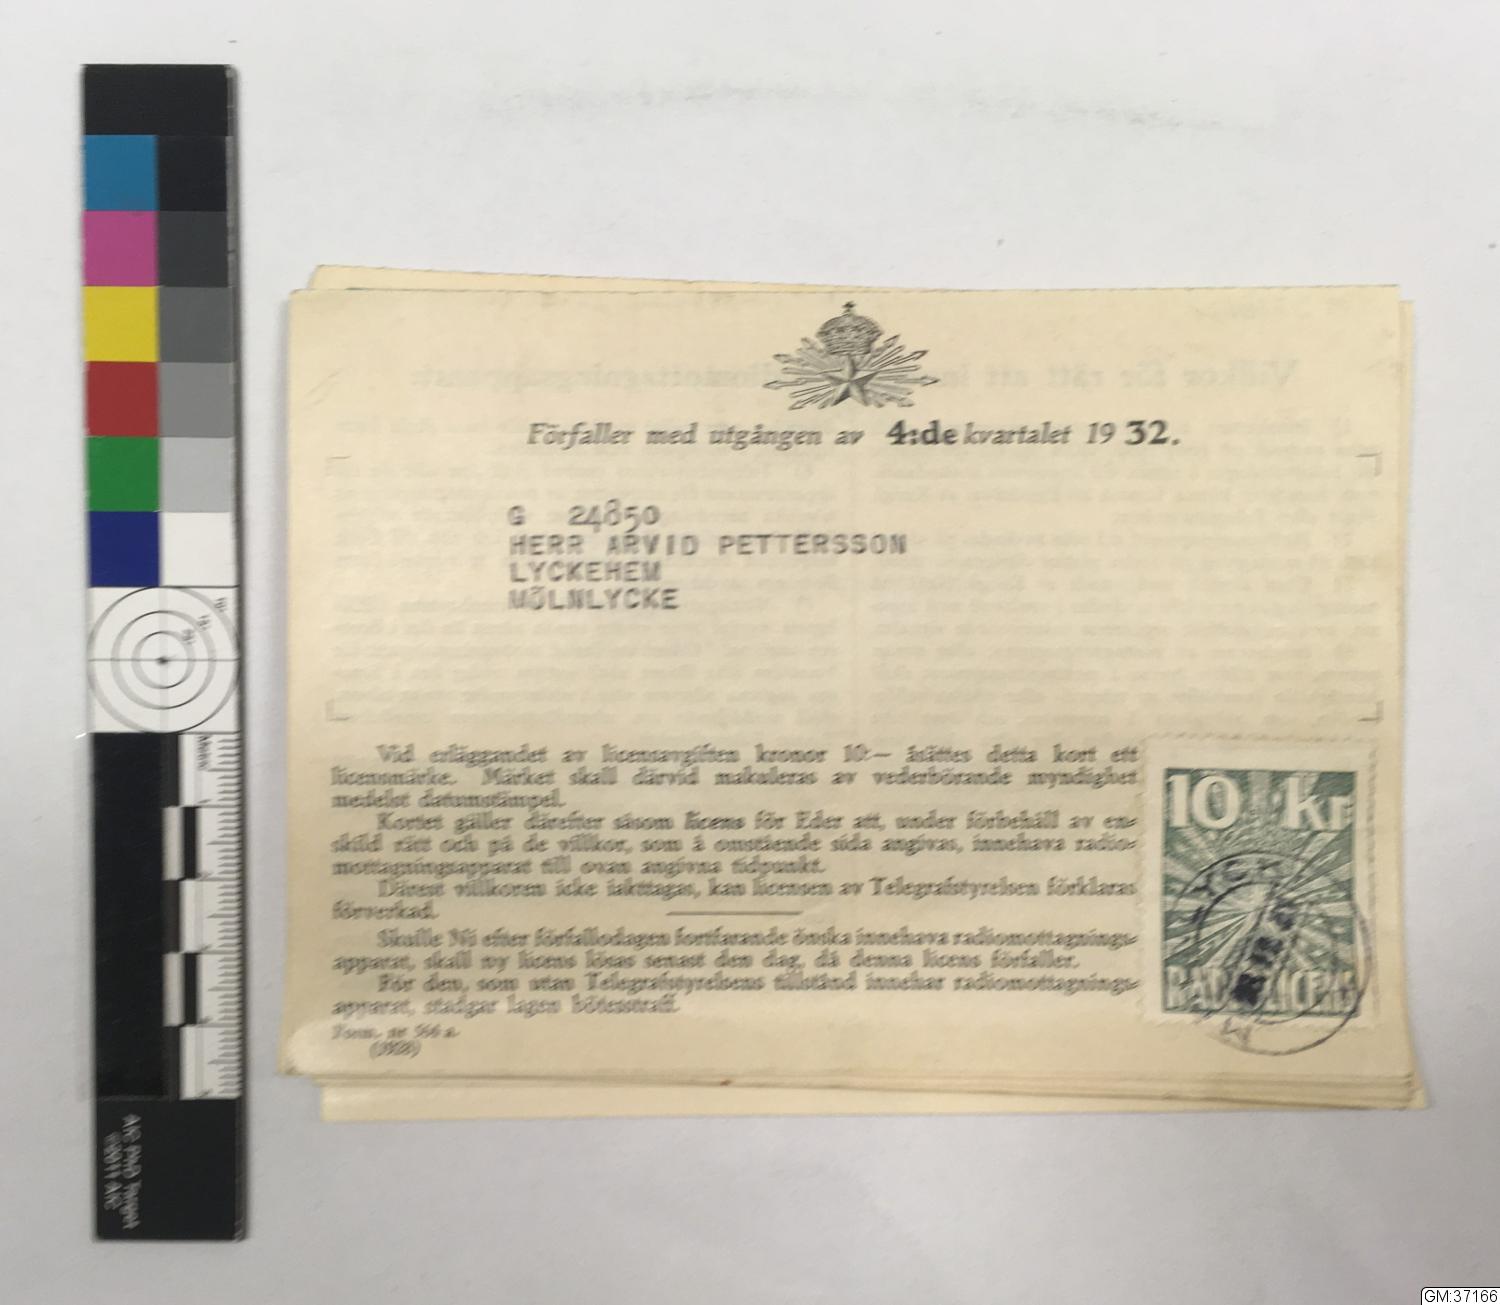 Förfaller med utgången av 4:de kvartalet 1932.
G 24850
HERR ARVID PETTERSSON
LYCKEHEM
MÖLNLYCKE
Vid erläggandet av licensavgiften kronor 10:— åsättes detta kort ett
licensmärke. Märket skall därvid makuleras av vederbörande myndighet
medelst datumstämpel.
Kortet gäller därefter såsom licens för Eder att, under förbehåll av en-
skild rätt och på de villkor, som å omstående sida angivas, innehava radio-
mottagningsapparat till ovan angivna tidpunkt.
Därest villkoren icke iakttagas, kan licensen av Telegrafstyrelsen förklaras
förverkad.
Skulle Ni efter förfallodagen fortfarande önska innehava radiomottagnings-
apparat, skall ny licens lösas senast den dag, då denna licens förfaller.
För den, som utan Telegrafstyrelsens tillstånd innehar radiomottagnings-
apparat, stadgar lagen bötesstraff.
Form. nr 566 a
10 kr
RADIOLICENS
GM:37166